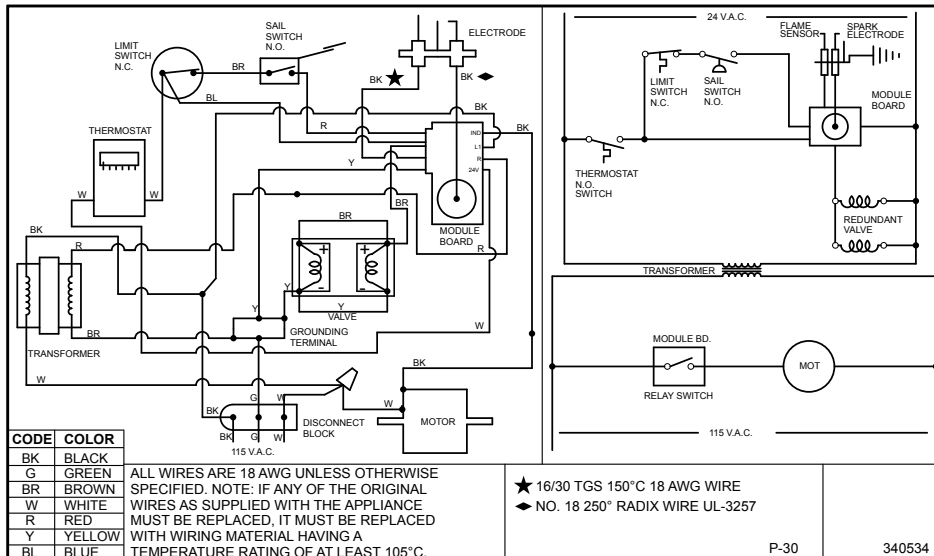 SAIL
SWITCH
N.O.
LIMIT
SWITCH
N.C.
BR
BL
ELECTRODE
BK ★
BK ◆
BK
BK
R
Y
IND
L1
R
24V
MODULE
BOARD
THERMOSTAT
W
W
BK
R
BR
BR
R
Y
Y
Y
VALVE
GROUNDING
TERMINAL
W
BR
TRANSFORMER
W
BK
G
W
W
BK
DISCONNECT
BLOCK
MOTOR
BK
G
W
115 V.A.C.
24 V.A.C.
FLAME
SENSOR
SPARK
ELECTRODE
LIMIT
SWITCH
N.C.
SAIL
SWITCH
N.O.
MODULE
BOARD
THERMOSTAT
N.O.
SWITCH
REDUNDANT
VALVE
TRANSFORMER
MODULE BD.
RELAY SWITCH
MOT
115 V.A.C.
CODE COLOR
BK BLACK
G GREEN
BR BROWN
W WHITE
R RED
Y YELLOW
BL BLUE
ALL WIRES ARE 18 AWG UNLESS OTHERWISE
SPECIFIED. NOTE: IF ANY OF THE ORIGINAL
WIRES AS SUPPLIED WITH THE APPLIANCE
MUST BE REPLACED, IT MUST BE REPLACED
WITH WIRING MATERIAL HAVING A
TEMPERATURE RATING OF AT LEAST 105°C.
★ 16/30 TGS 150°C 18 AWG WIRE
◆ NO. 18 250° RADIX WIRE UL-3257
P-30
340534